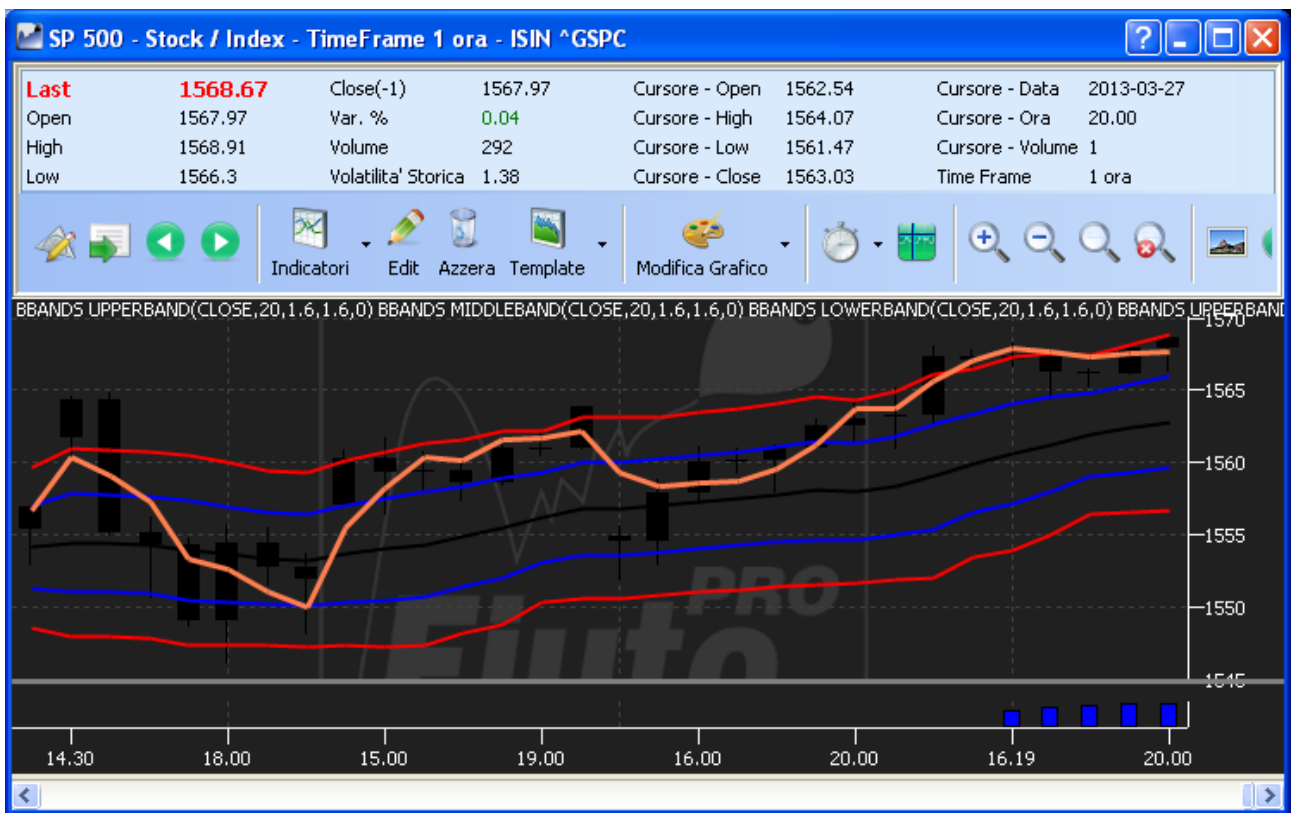 SP 500 - Stock / Index - TimeFrame 1 ora - ISIN ^GSPC
Last 1568.67 Close(-1) 1567.97 Cursore - Open 1562.54 Cursore - Data 2013-03-27
Open 1567.97 Var. % 0.04 Cursore - High 1564.07 Cursore - Ora 20.00
High 1568.91 Volume 292 Cursore - Low 1561.47 Cursore - Volume 1
Low 1566.3 Volatilita' Storica 1.38 Cursore - Close 1563.03 Time Frame 1 ora
Indicatori Edit Azzera Template Modifica Grafico
BBANDS UPPERBAND(CLOSE,20,1.6,1.6,0) BBANDS MIDDLEBAND(CLOSE,20,1.6,1.6,0) BBANDS LOWERBAND(CLOSE,20,1.6,1.6,0) BBANDS UPPERBAND
1570
1565
1560
1555
PRO
Fiuto
1550
1545
14.30 18.00 15.00 19.00 16.00 20.00 16.19 20.00